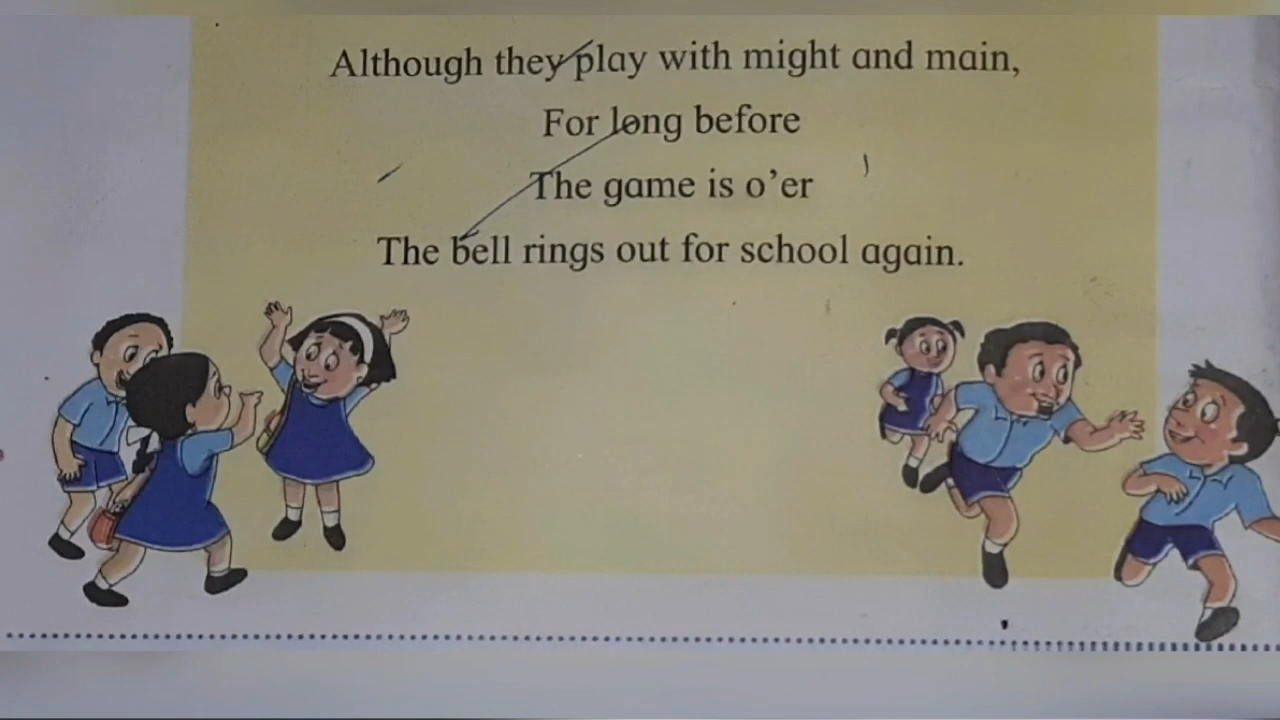 Although they play with might and main,
For long before
The game is o'er
The bell rings out for school again.